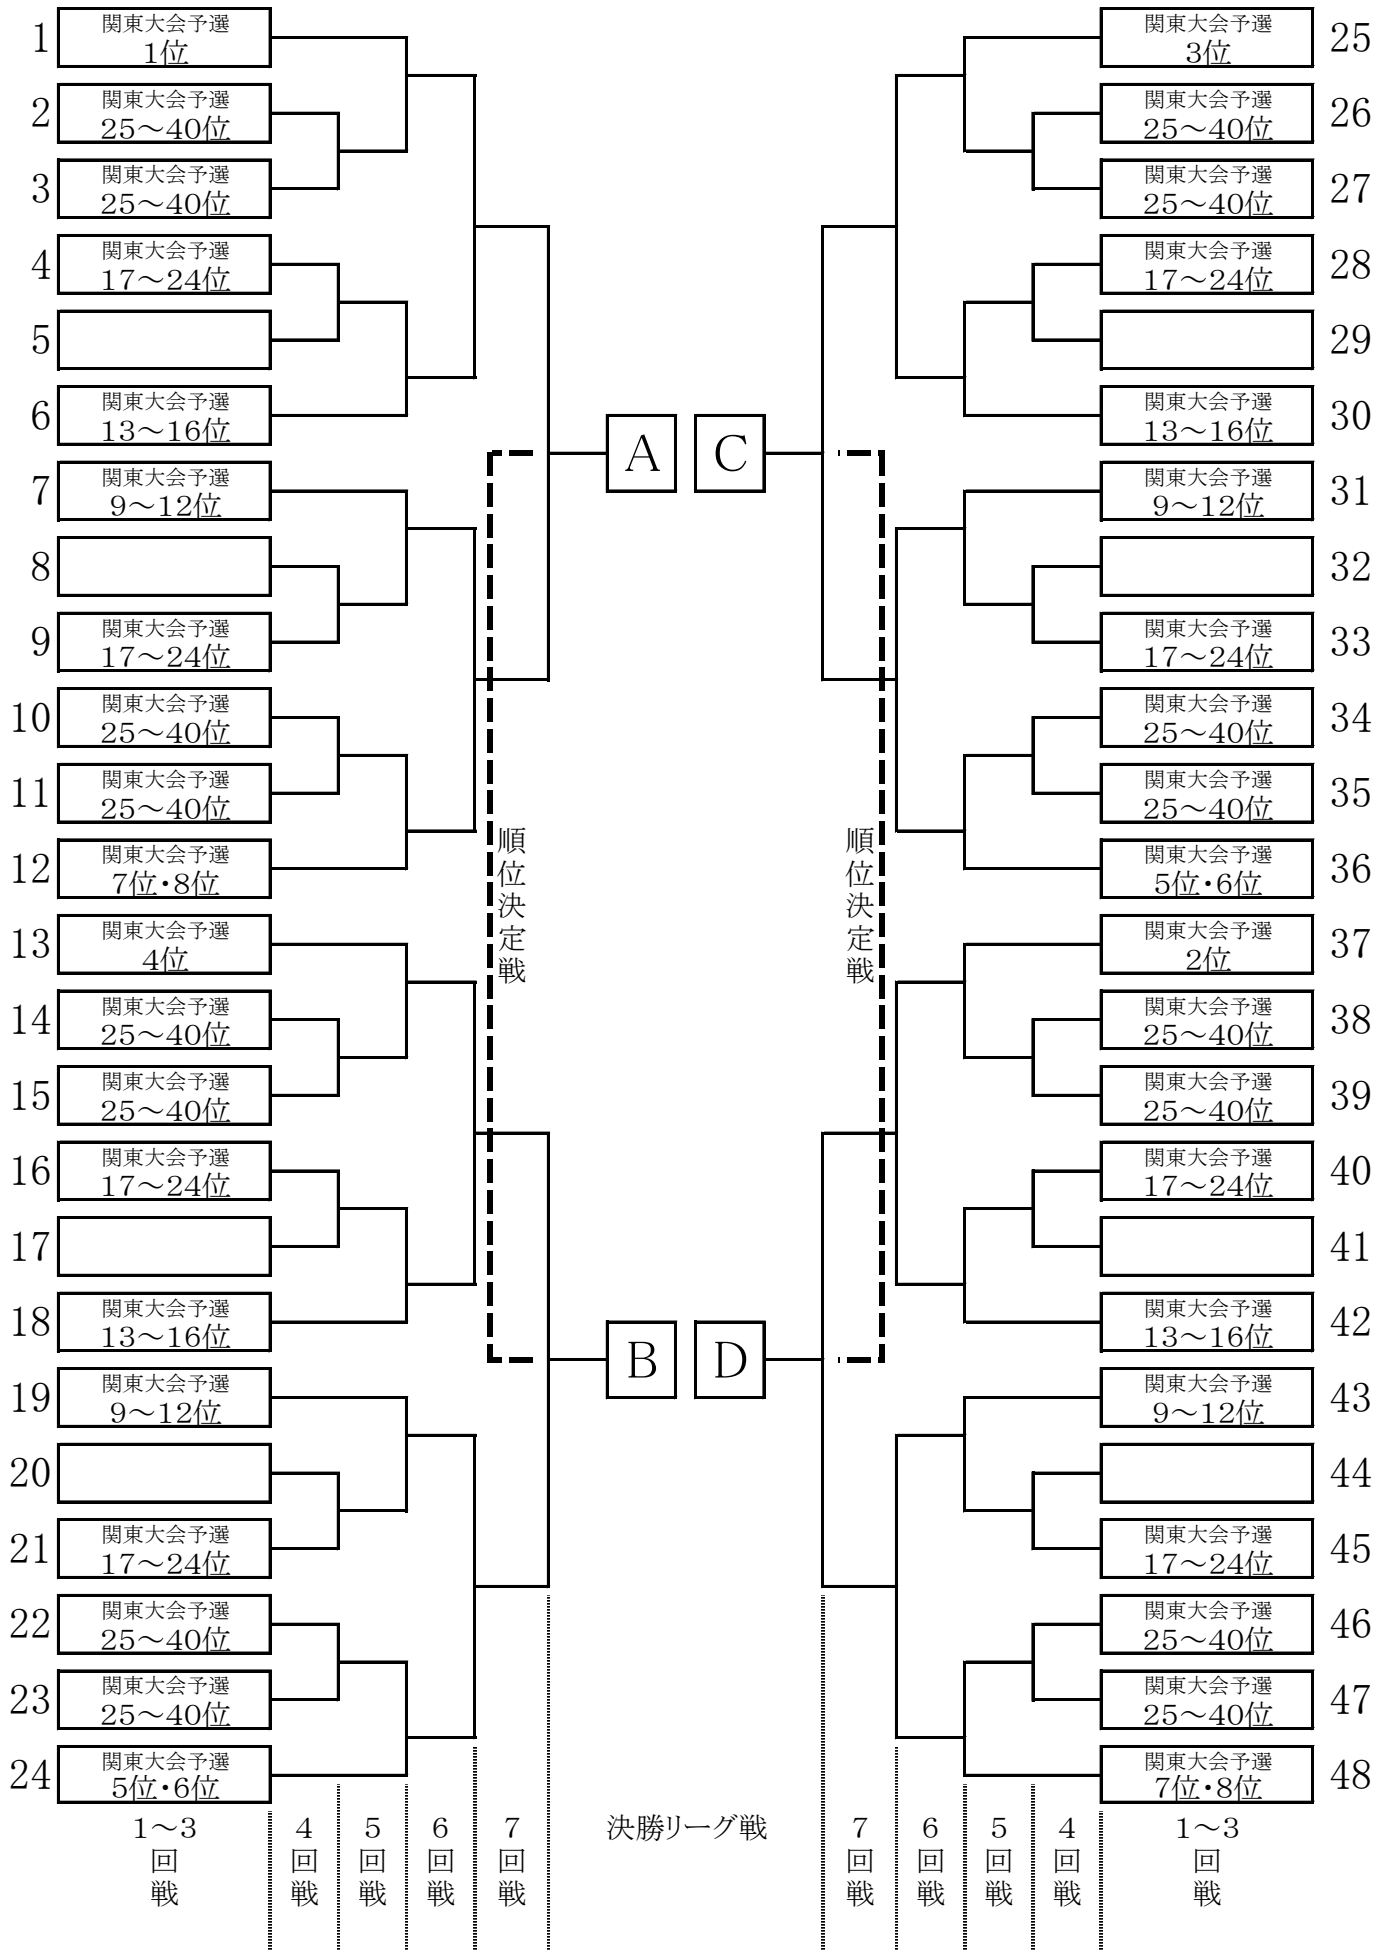 1
関東大会予選
1位
2
関東大会予選
25～40位
3
関東大会予選
25～40位
4
関東大会予選
17～24位
5
6
関東大会予選
13～16位
7
関東大会予選
9～12位
8
9
関東大会予選
17～24位
10
関東大会予選
25～40位
11
関東大会予選
25～40位
12
関東大会予選
7位・8位
13
関東大会予選
4位
14
関東大会予選
25～40位
15
関東大会予選
25～40位
16
関東大会予選
17～24位
17
18
関東大会予選
13～16位
19
関東大会予選
9～12位
20
21
関東大会予選
17～24位
22
関東大会予選
25～40位
23
関東大会予選
25～40位
24
関東大会予選
5位・6位
順位決定戦
A
C
B
D
順位決定戦
関東大会予選
3位
25
関東大会予選
25～40位
26
関東大会予選
25～40位
27
関東大会予選
17～24位
28
29
関東大会予選
13～16位
30
関東大会予選
9～12位
31
32
関東大会予選
17～24位
33
関東大会予選
25～40位
34
関東大会予選
25～40位
35
関東大会予選
5位・6位
36
関東大会予選
2位
37
関東大会予選
25～40位
38
関東大会予選
25～40位
39
関東大会予選
17～24位
40
41
関東大会予選
13～16位
42
関東大会予選
9～12位
43
44
関東大会予選
17～24位
45
関東大会予選
25～40位
46
関東大会予選
25～40位
47
関東大会予選
7位・8位
48
1～3回戦
4回戦
5回戦
6回戦
7回戦
決勝リーグ戦
7回戦
6回戦
5回戦
4回戦
1～3回戦